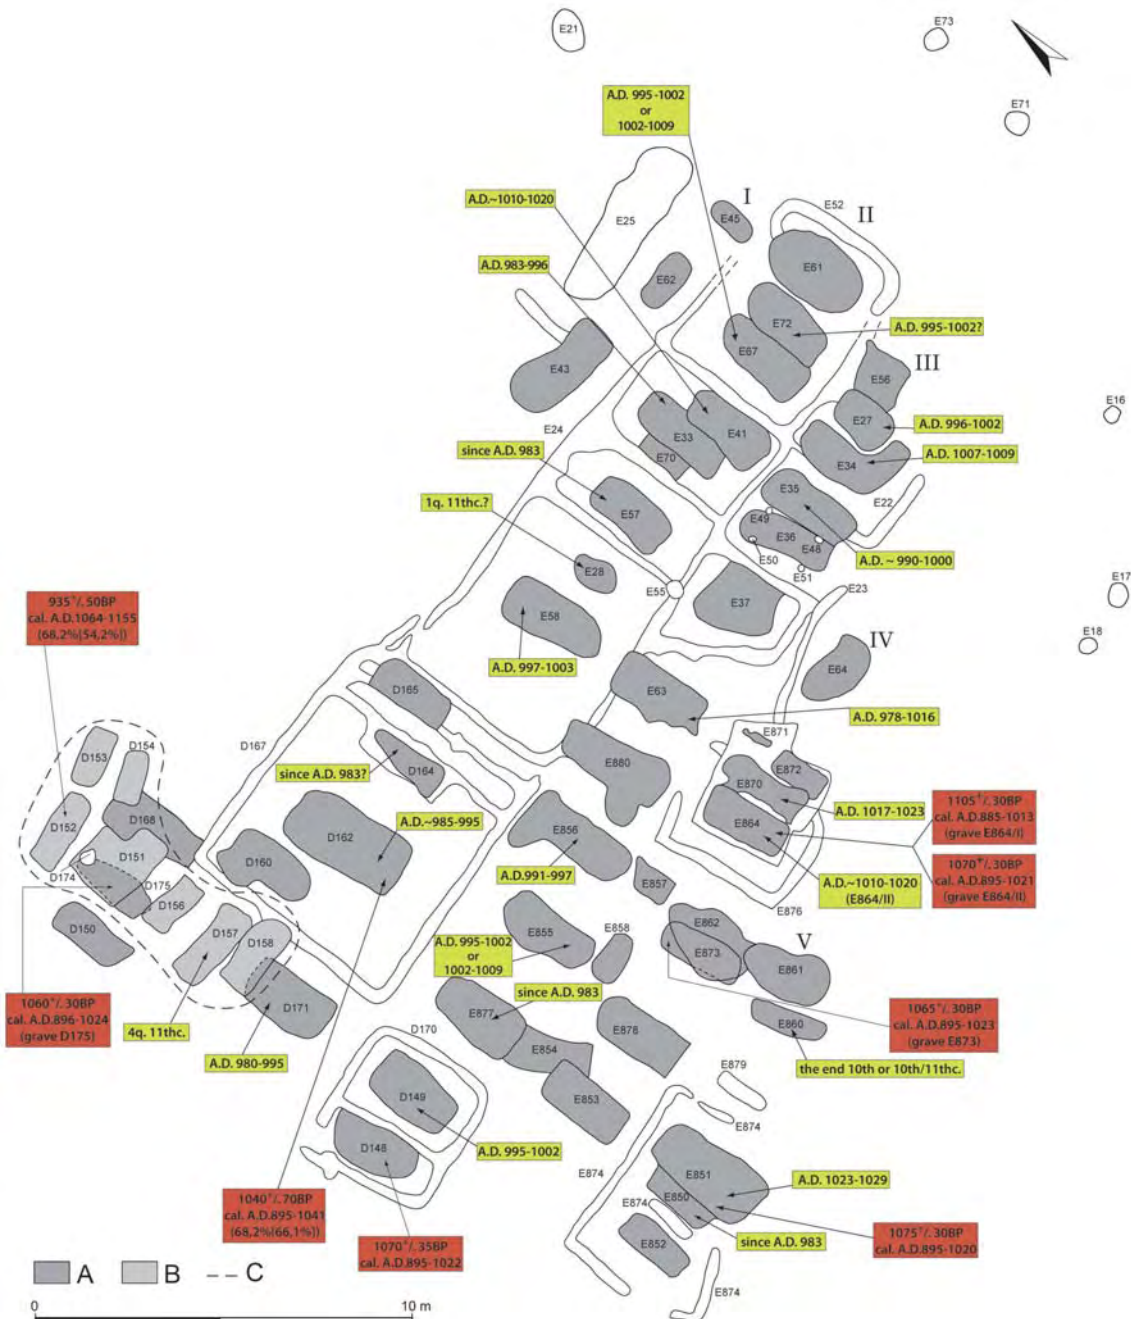 E21
E73
E71
A.D. 995-1002
or
1002-1009
A.D.~1010-1020
A.D. 983-996
E25
I
E45
E52
II
E62
E61
E72
A.D. 995-1002?
E67
III
E43
E56
E16
E24
E27
A.D. 996-1002
E33
E41
E70
E34
A.D. 1007-1009
since A.D. 983
E35
E22
E57
1q. 11thc.?
E49
E36
E48
E50
E51
A.D. ~ 990-1000
E28
E55
E37
E23
E17
E58
E18
935+/. 50BP
cal. A.D.1064-1155
(68,2%(54,2%))
IV
E64
A.D. 997-1003
D165
E63
A.D. 978-1016
D153
D154
D167
E871
since A.D. 983?
D164
E880
E870
E872
D152
D168
A.D. 1017-1023
1105+/. 30BP
cal. A.D.885-1013
(grave E864/I)
D162
A.D.~985-995
E856
E864
D151
D160
A.D.991-997
1070+/. 30BP
cal. A.D.895-1021
(grave E864/II)
D174
D175
E857
A.D.~1010-1020
(E864/II)
E876
D156
D150
D157
D158
E855
E858
E862
V
A.D. 995-1002
or
1002-1009
E873
E861
since A.D. 983
D171
1060+/. 30BP
cal. A.D.896-1024
(grave D175)
4q. 11thc.
E877
E878
E860
1065+/. 30BP
cal. A.D.895-1023
(grave E873)
D170
A.D. 980-995
E854
the end 10th or 10th/11thc.
E879
D149
E853
E874
D148
A.D. 995-1002
E874
E851
A.D. 1023-1029
1040+/. 70BP
cal. A.D.895-1041
(68,2%(66,1%))
E874
E850
1070+/. 35BP
cal. A.D.895-1022
E852
since A.D. 983
1075+/. 30BP
cal. A.D.895-1020
A
B
C
E874
0
10 m